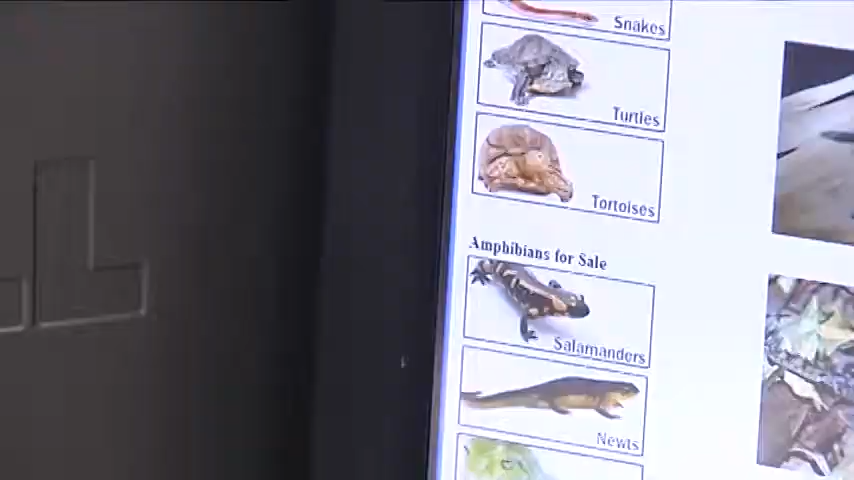 Snakes
Turtles
Tortoises
Amphibians for Sale
Salamanders
Newts